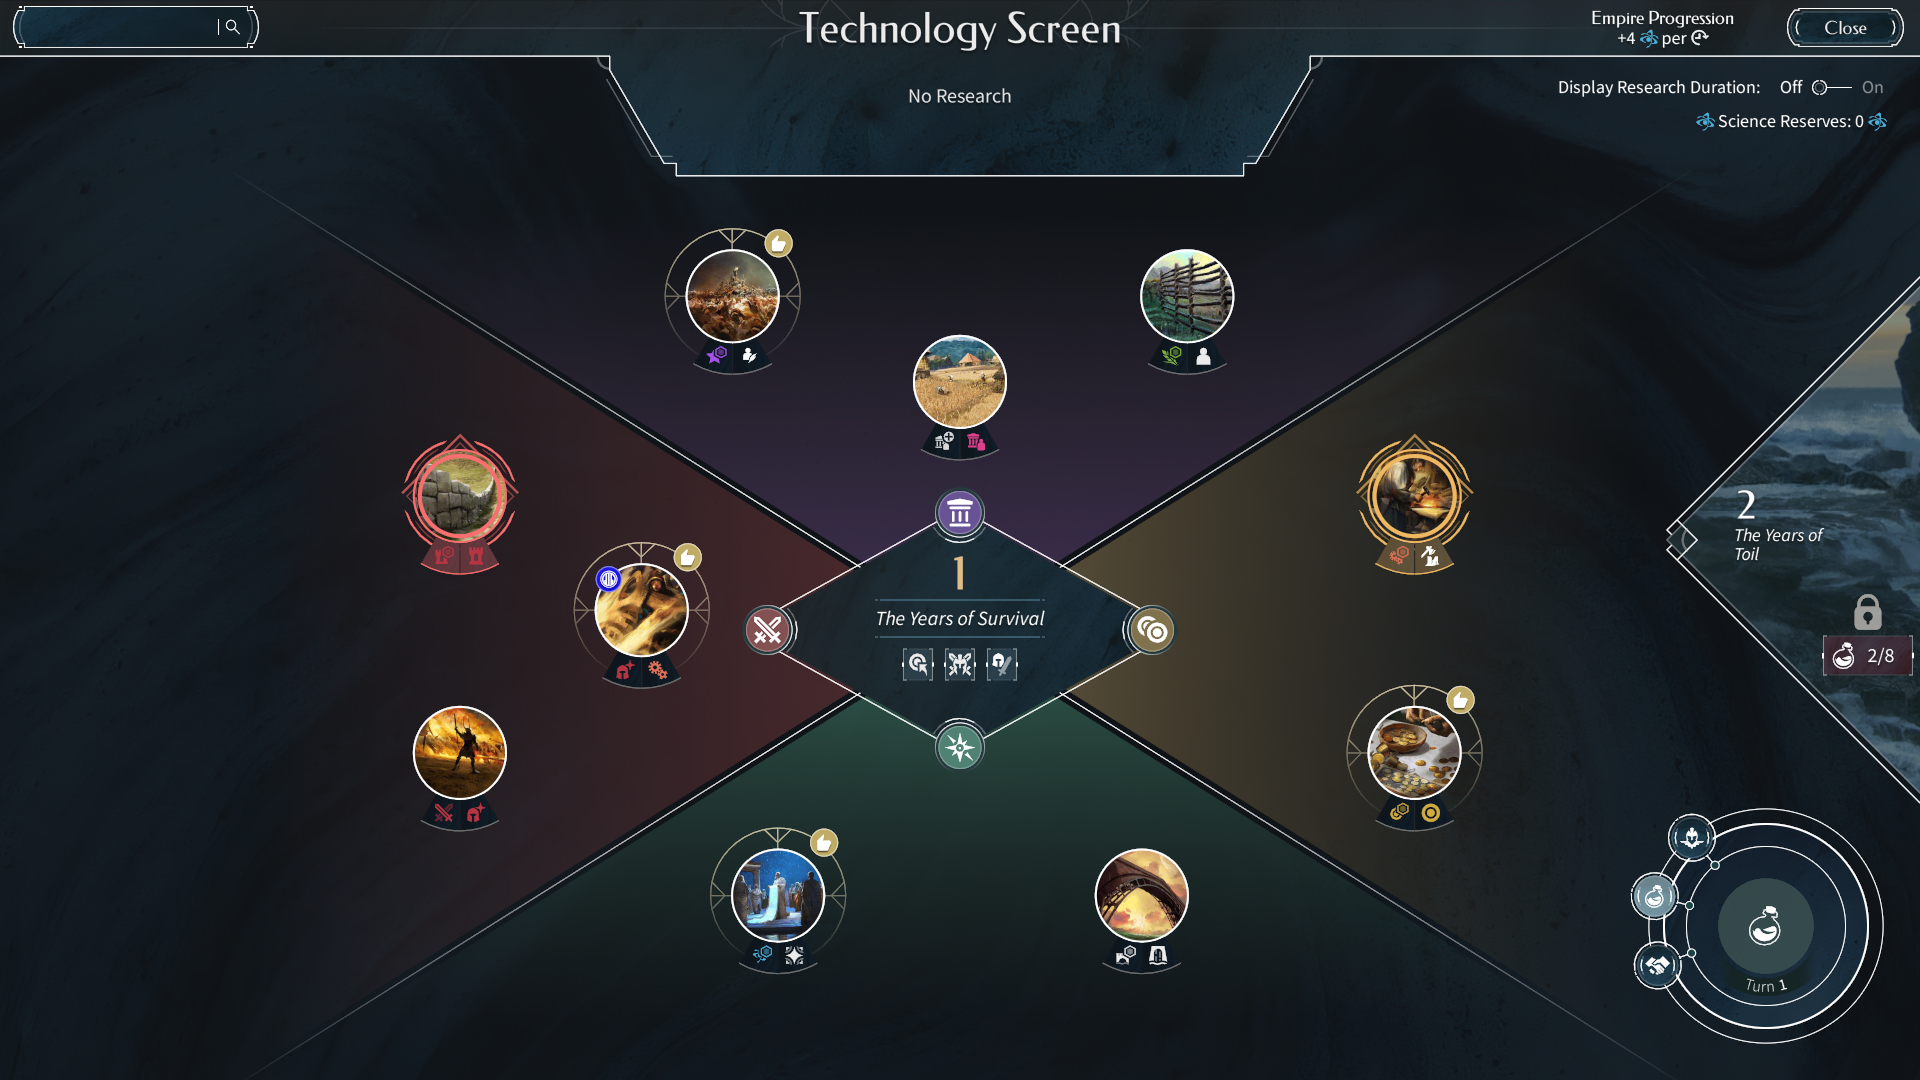 Technology Screen
Empire Progression
+4 per
Close
No Research
Display Research Duration: Off On
Science Reserves: 0
1
The Years of Survival
2
The Years of
Toil
2/8
Turn 1